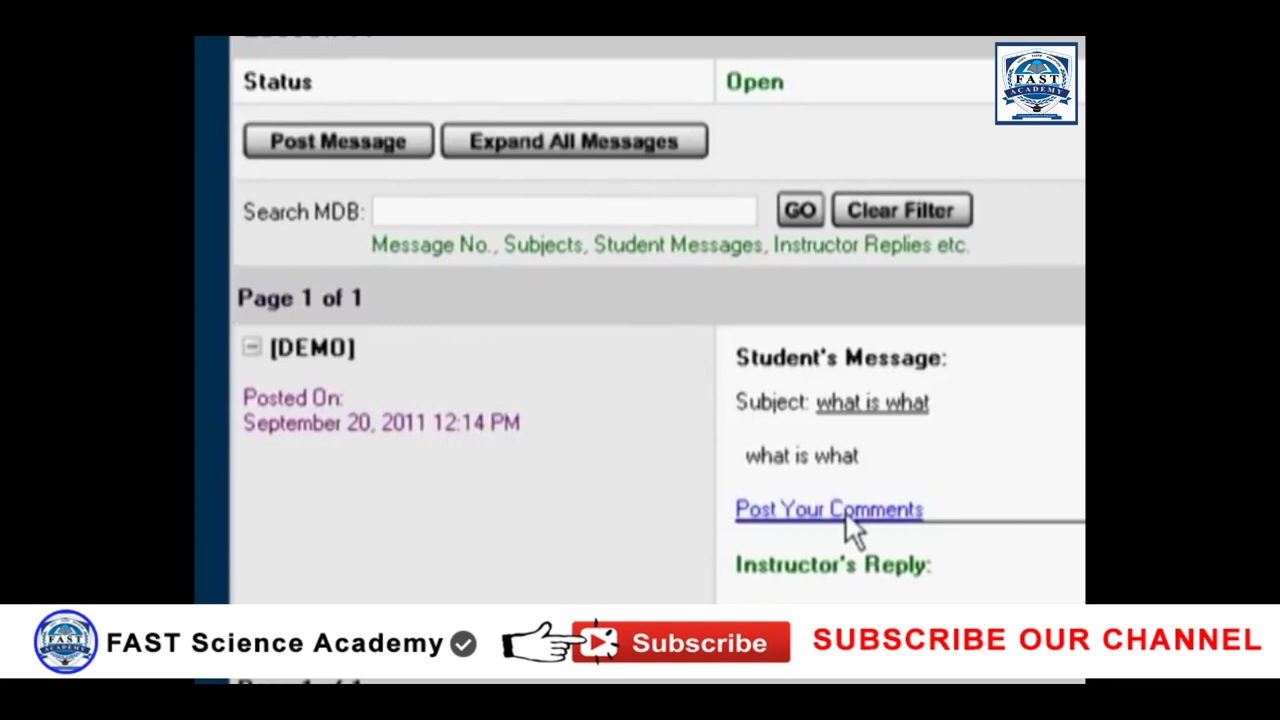 Status
Open
FAST
ACADEMY
Post Message
Expand All Messages
Search MDB:
GO
Clear Filter
Message No., Subjects, Student Messages, Instructor Replies etc.
Page 1 of 1
[DEMO]
Student's Message:
Posted On:
September 20, 2011 12:14 PM
Subject: what is what
what is what
Post Your Comments
Instructor's Reply:
FAST Science Academy
Subscribe
SUBSCRIBE OUR CHANNEL